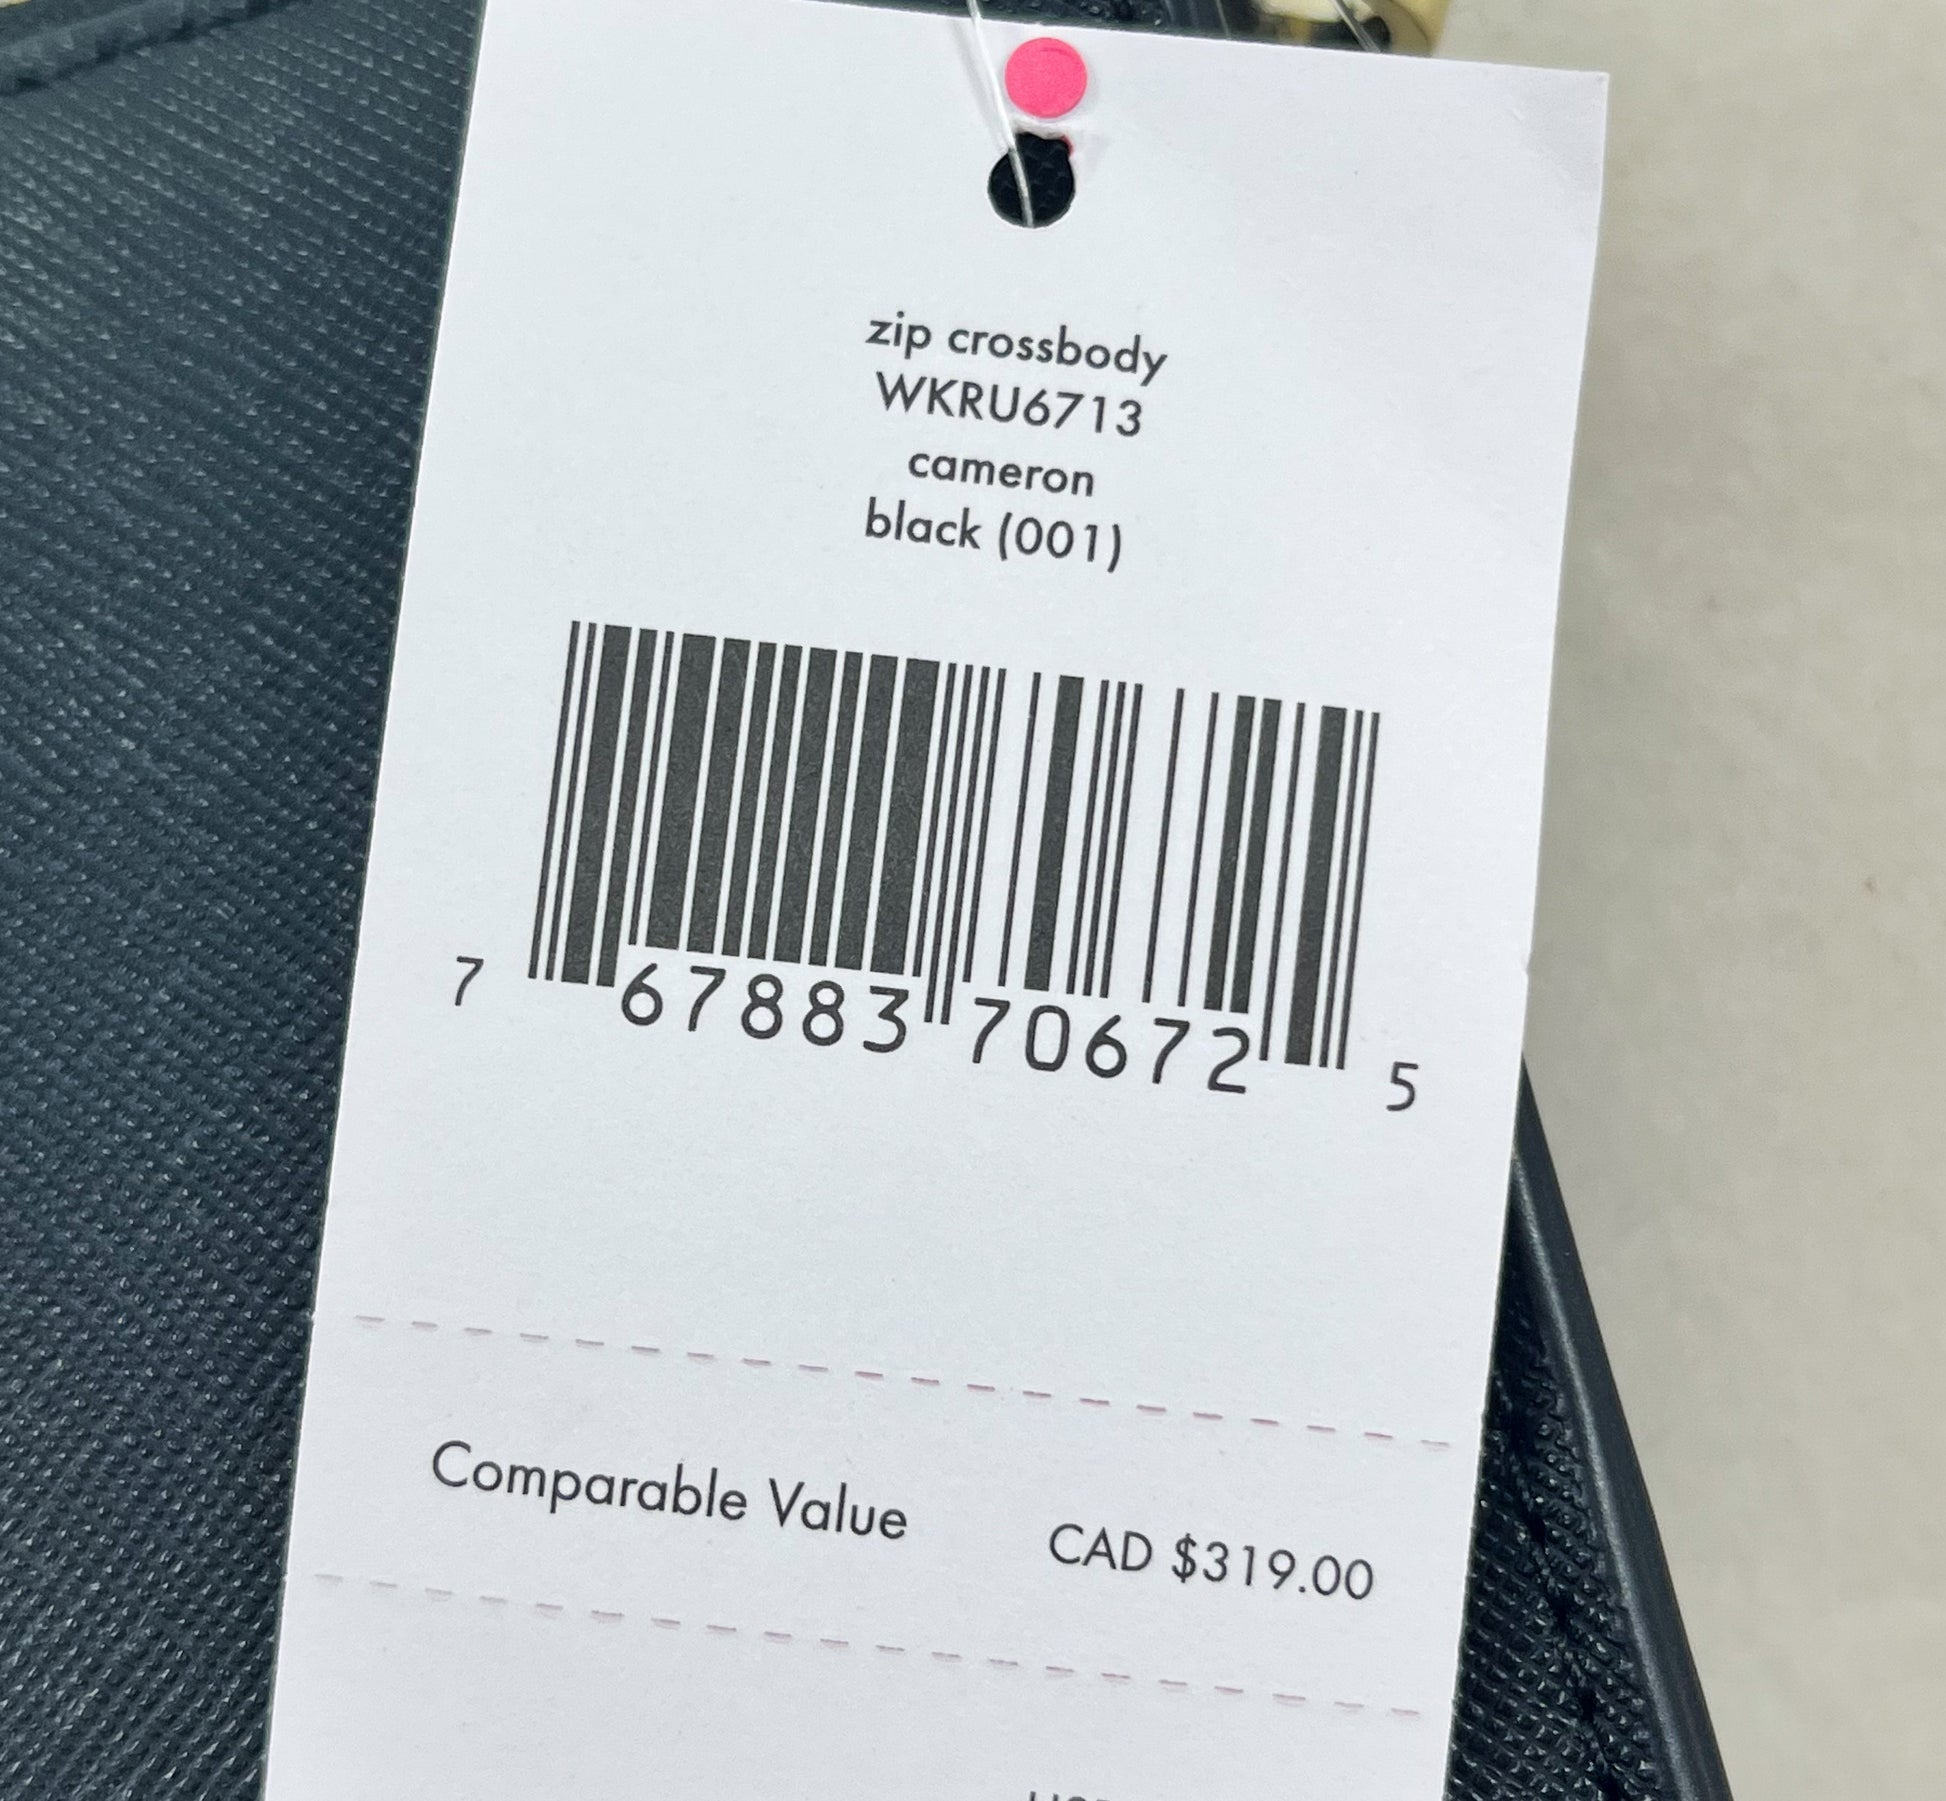 zip crossbody
WKRU6713
cameron
black (001)
7 67883 70672 5
Comparable Value CAD $319.00